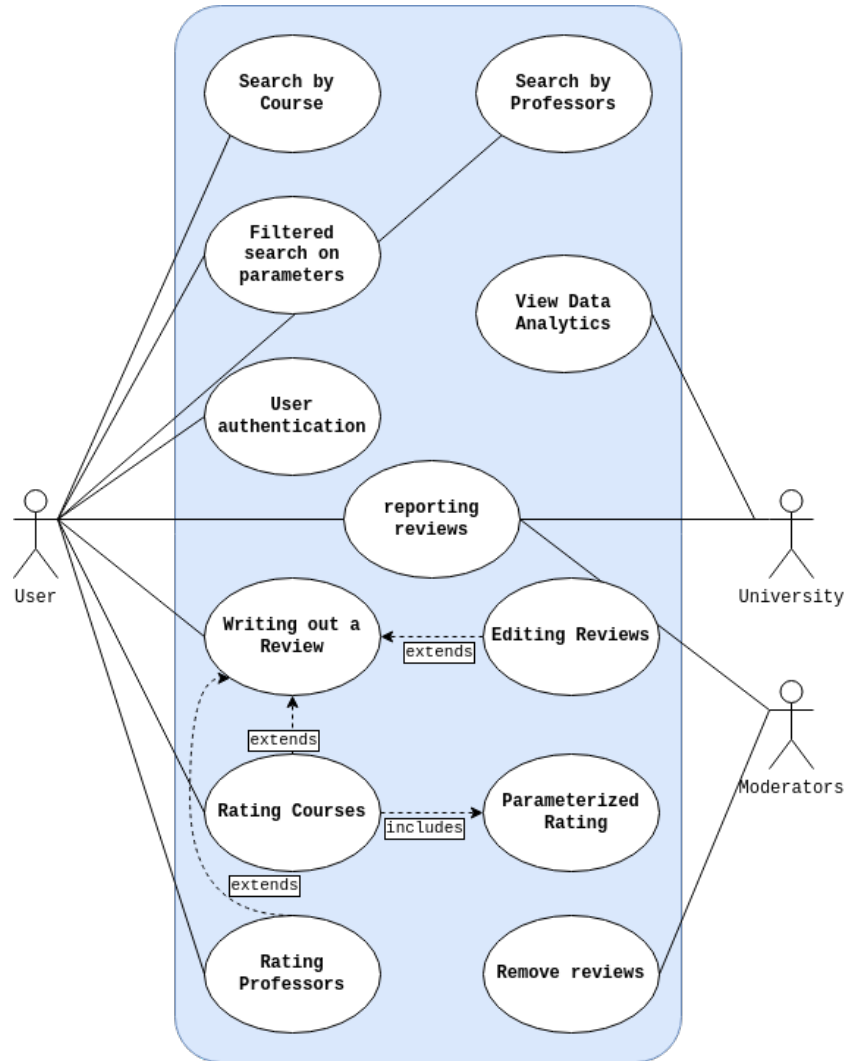 Search by
Course
Search by
Professors
Filtered
search on
parameters
View Data
Analytics
User
authentication
reporting
reviews
User
University
Writing out a
Review
extends
Editing Reviews
extends
Moderators
Rating Courses
includes
Parameterized
Rating
extends
Rating
Professors
Remove reviews